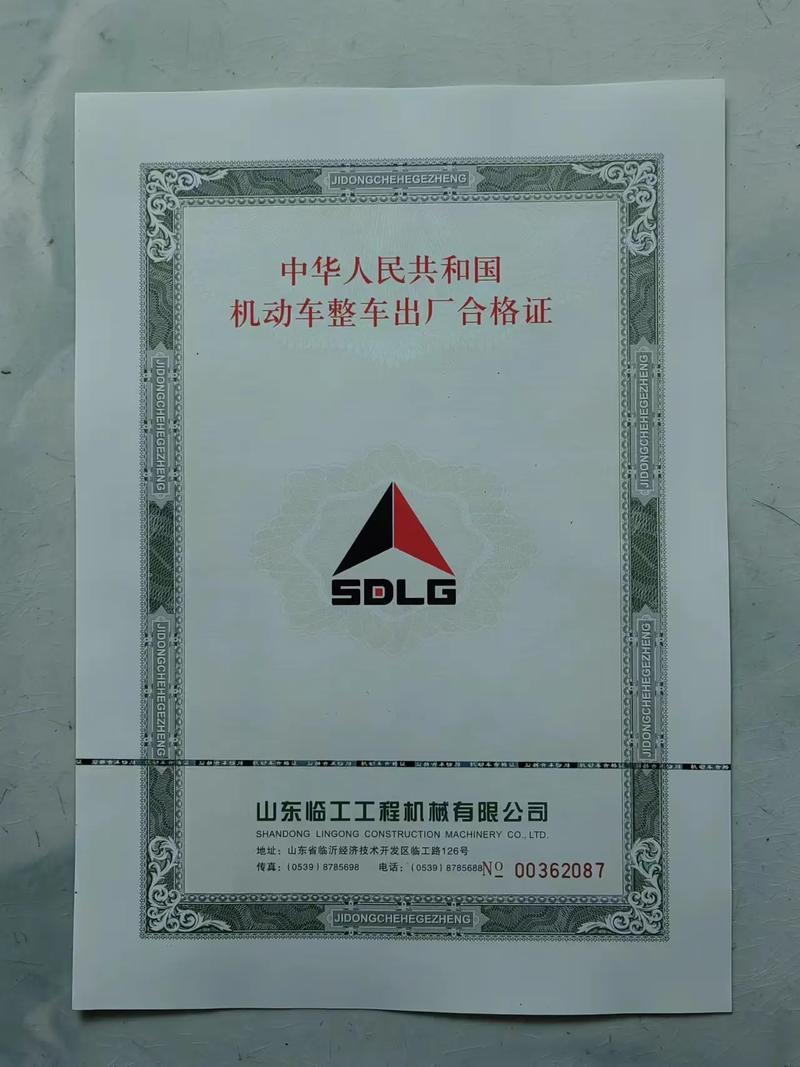 JIDONGCHEHEGEZHENG
中华人民共和国
机动车整车出厂合格证
JIDONGCHEHEGEZHENG
JIDONGCHEHEGEZHENG
SDLG
JIDONGCHEHEGEZHENG
JIDONGCHEHEGEZHENG
山东临工工程机械有限公司
SHANDONG LINGONG CONSTRUCTION MACHINERY CO., LTD.
地址：山东省临沂经济技术开发区临工路126号
传真：(0539) 8785698 电话：(0539) 8785688 No 00362087
JIDONGCHEHEGEZHENG